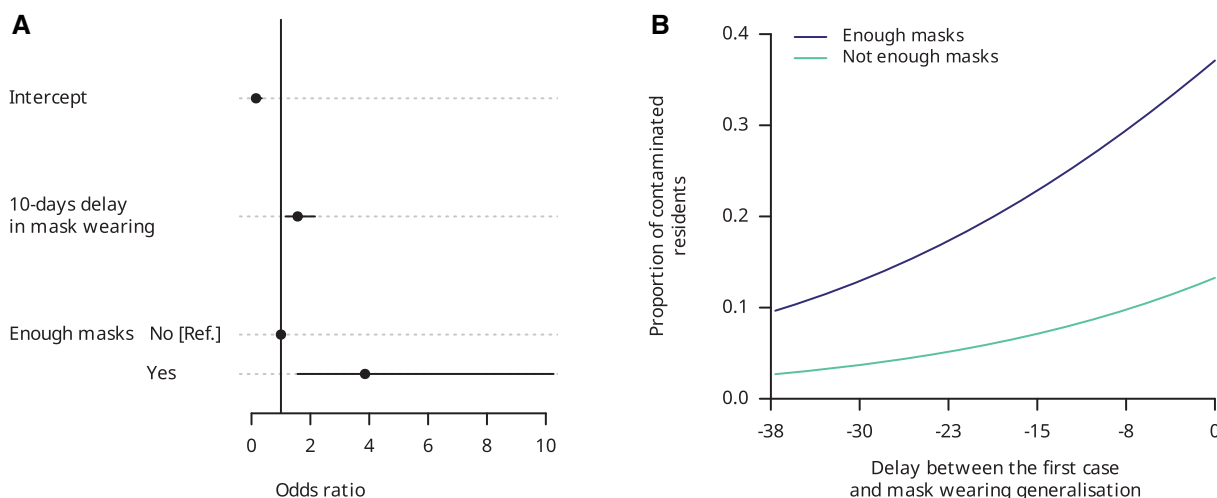 A
Intercept
10-days delay
in mask wearing
Enough masks No [Ref.]
Yes
0 2 4 6 8 10
Odds ratio
B
Enough masks
Not enough masks
0.4
0.3
0.2
0.1
0.0
Proportion of contaminated
residents
-38 -30 -23 -15 -8 0
Delay between the first case
and mask wearing generalisation